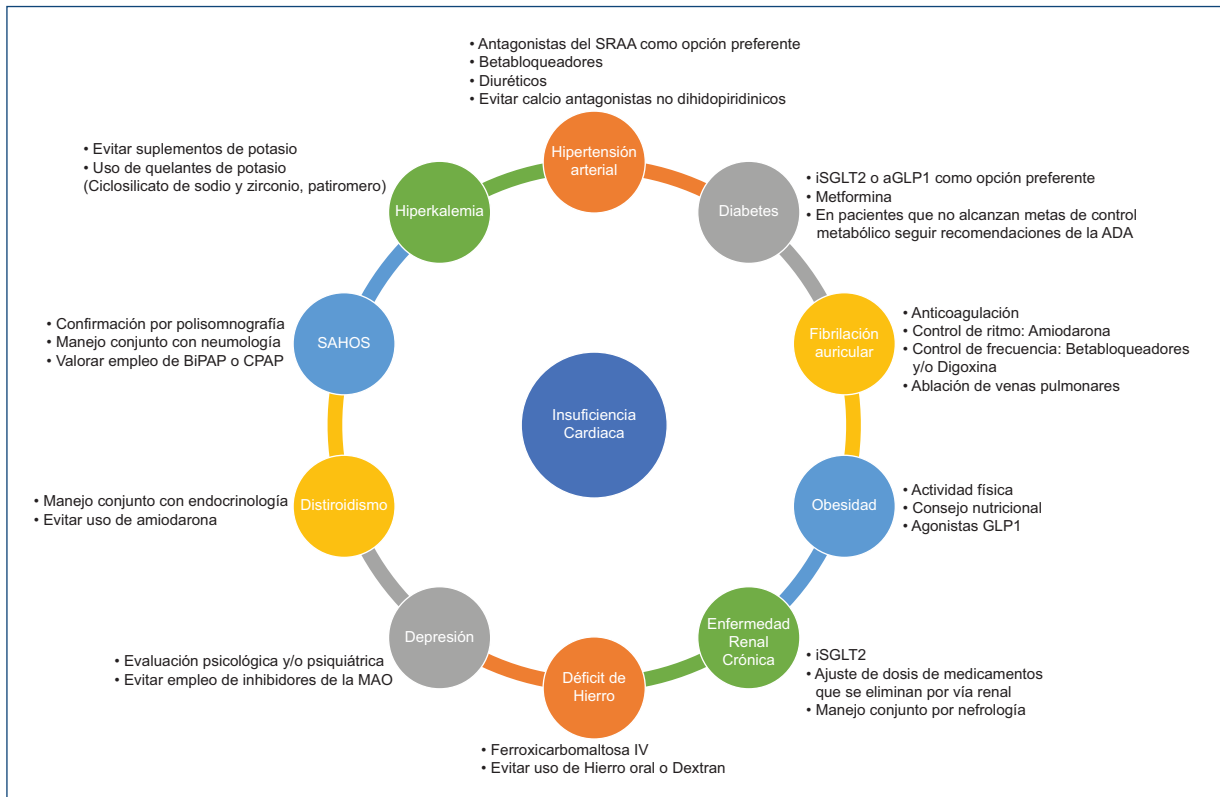 • Antagonistas del SRAA como opción preferente
• Betabloqueadores
• Diuréticos
• Evitar calcio antagonistas no dihidopiridinicos
Hipertensión
arterial
• iSGLT2 o aGLP1 como opción preferente
• Metformina
• En pacientes que no alcanzan metas de control
metabólico seguir recomendaciones de la ADA
Diabetes
• Anticoagulación
• Control de ritmo: Amiodarona
• Control de frecuencia: Betabloqueadores
y/o Digoxina
• Ablación de venas pulmonares
Fibrilación
auricular
• Actividad física
• Consejo nutricional
• Agonistas GLP1
Obesidad
Enfermedad
Renal
Crónica
• iSGLT2
• Ajuste de dosis de medicamentos
que se eliminan por vía renal
• Manejo conjunto por nefrología
Déficit de
Hierro
• Ferroxicarbomaltosa IV
• Evitar uso de Hierro oral o Dextran
Depresión
• Evaluación psicológica y/o psiquiátrica
• Evitar empleo de inhibidores de la MAO
Distiroidismo
• Manejo conjunto con endocrinología
• Evitar uso de amiodarona
SAHOS
• Confirmación por polisomnografía
• Manejo conjunto con neumología
• Valorar empleo de BiPAP o CPAP
Hiperkalemia
• Evitar suplementos de potasio
• Uso de quelantes de potasio
(Ciclosilicato de sodio y zirconio, patiromero)
Insuficiencia
Cardiaca